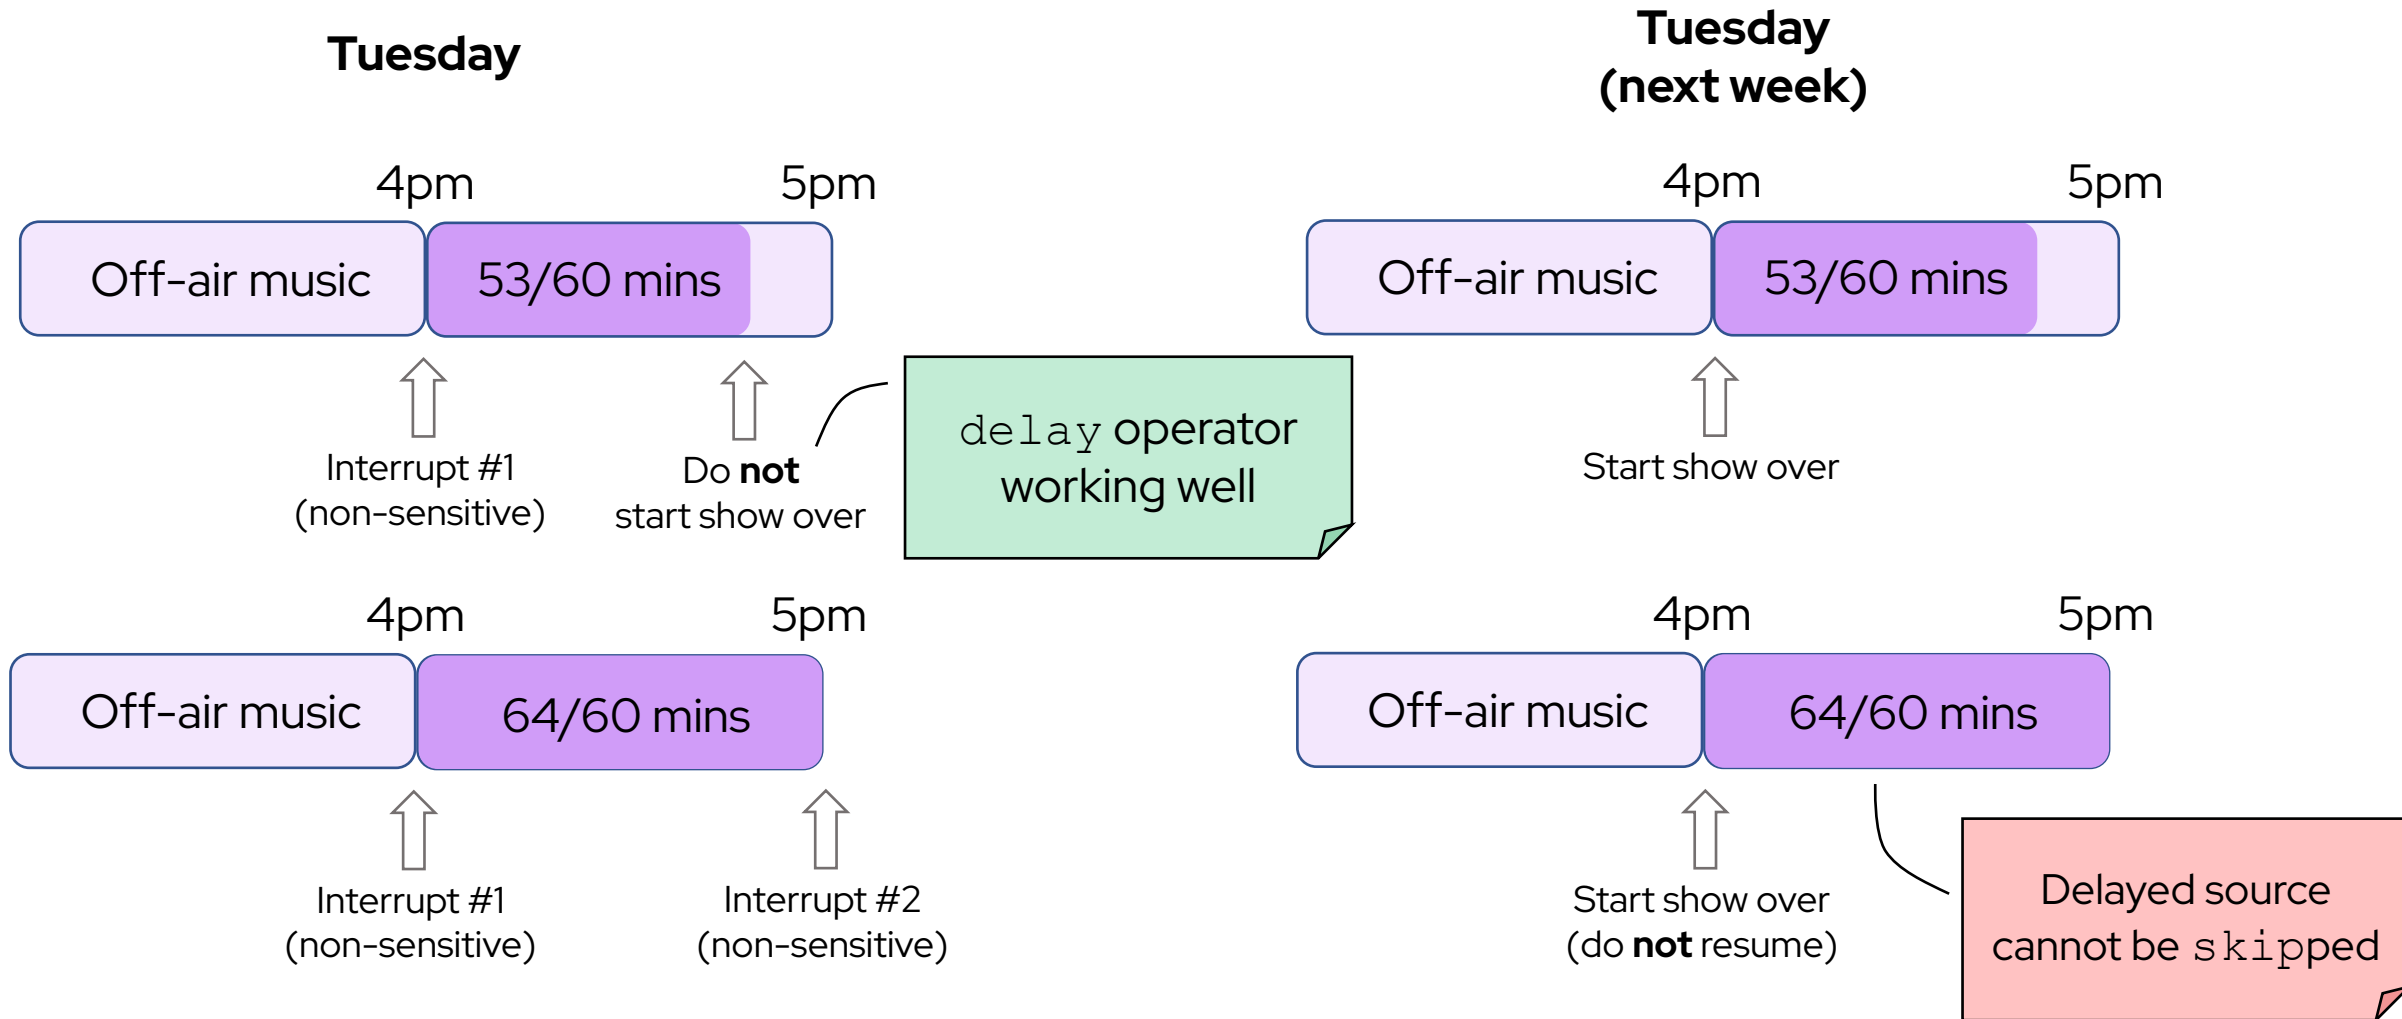 Tuesday
Tuesday
(next week)
4pm
5pm
Off-air music
53/60 mins
Interrupt #1
(non-sensitive)
Do not
start show over
delay operator
working well
4pm
5pm
Off-air music
53/60 mins
Start show over
4pm
5pm
Off-air music
64/60 mins
Interrupt #1
(non-sensitive)
Interrupt #2
(non-sensitive)
4pm
5pm
Off-air music
64/60 mins
Start show over
(do not resume)
Delayed source
cannot be skipped